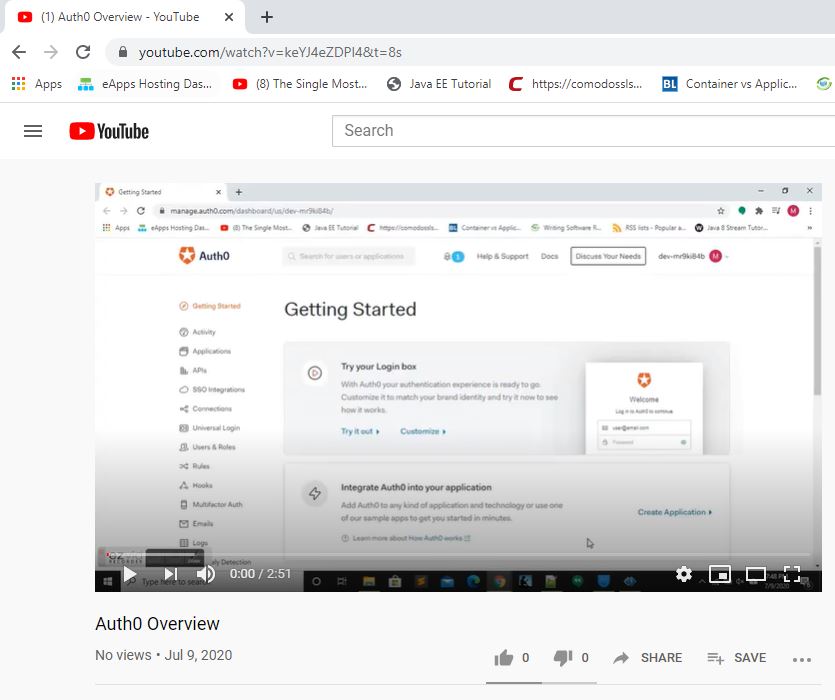 (1) Auth0 Overview - YouTube
youtube.com/watch?v=keYJ4eZDPI4&t=8s
Apps eApps Hosting Das... (8) The Single Most... Java EE Tutorial https://comodossls... BL Container vs Applic...
YouTube
Search
Getting Started
manage.auth0.com/dashboard/us/dev-mr9ki84b/
M
Apps eApps Hosting Das... (8) The Single Most... Java EE Tutorial https://comodossls... BL Container vs Applic... Writing Software R... RSS lists - Popular a... Java 8 Stream Tutor... »
Auth0
Search for users or applications
1
Help & Support
Docs
Discuss Your Needs
dev-mr9ki84b
M
Getting Started
Activity
Applications
APIs
SSO Integrations
Connections
Universal Login
Users & Roles
Rules
Hooks
Multifactor Auth
Emails
Logs
aly Detection
Getting Started
Try your Login box
With Auth0 your authentication experience is ready to go.
Customize it to match your brand identity and try it now to see
how it works.
Try it out
Customize
Welcome
Log in to Auth0 to continue
user@email.com
Password
Integrate Auth0 into your application
Add Auth0 to any kind of application and technology or use one
of our sample apps to get you started in minutes.
Learn more about How Auth0 works
Create Application
RECORDER
Type here to search
0:00 / 2:51
7/9/2020
Auth0 Overview
No views • Jul 9, 2020
0
0
SHARE
SAVE